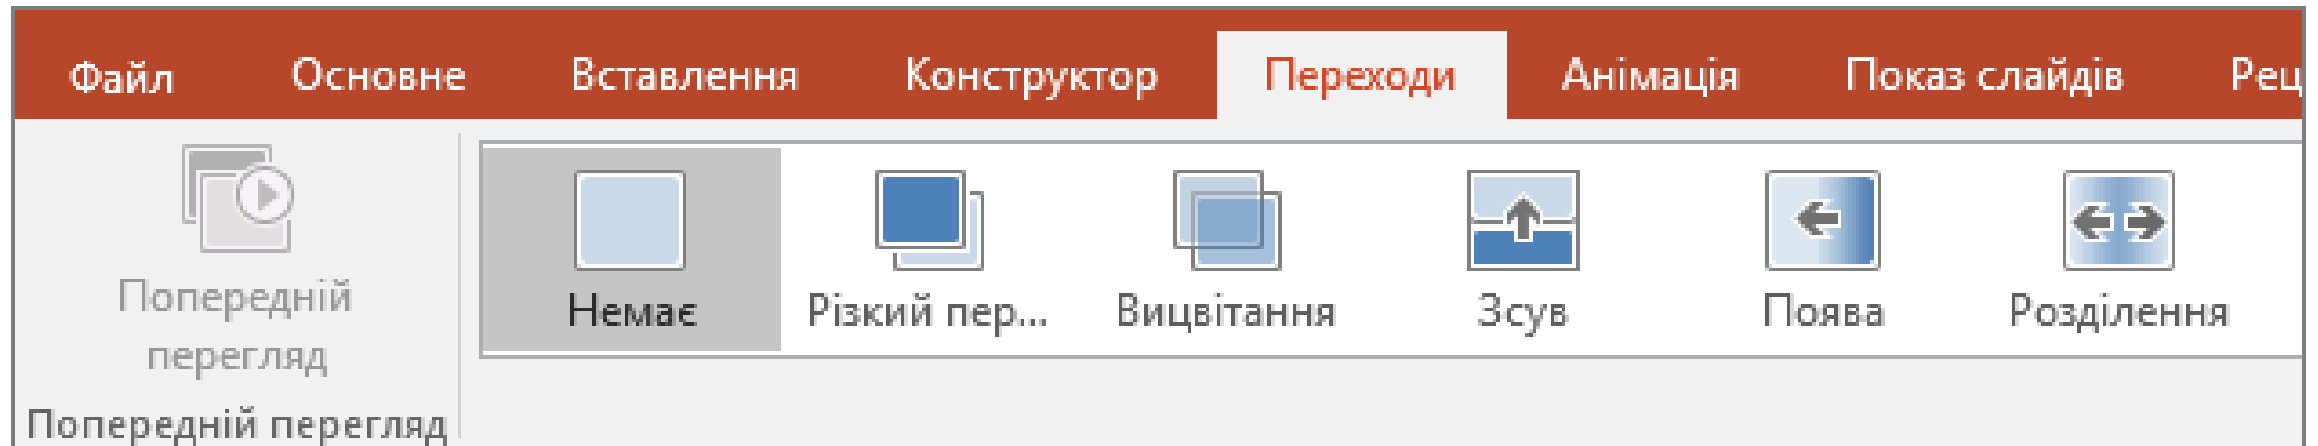 Файл Основне Вставлення Конструктор Переходи Анімація Показ слайдів Рец
Попередній
перегляд
Попередній перегляд
Немає Різкий пер... Вицвітання Зсув Поява Розділення